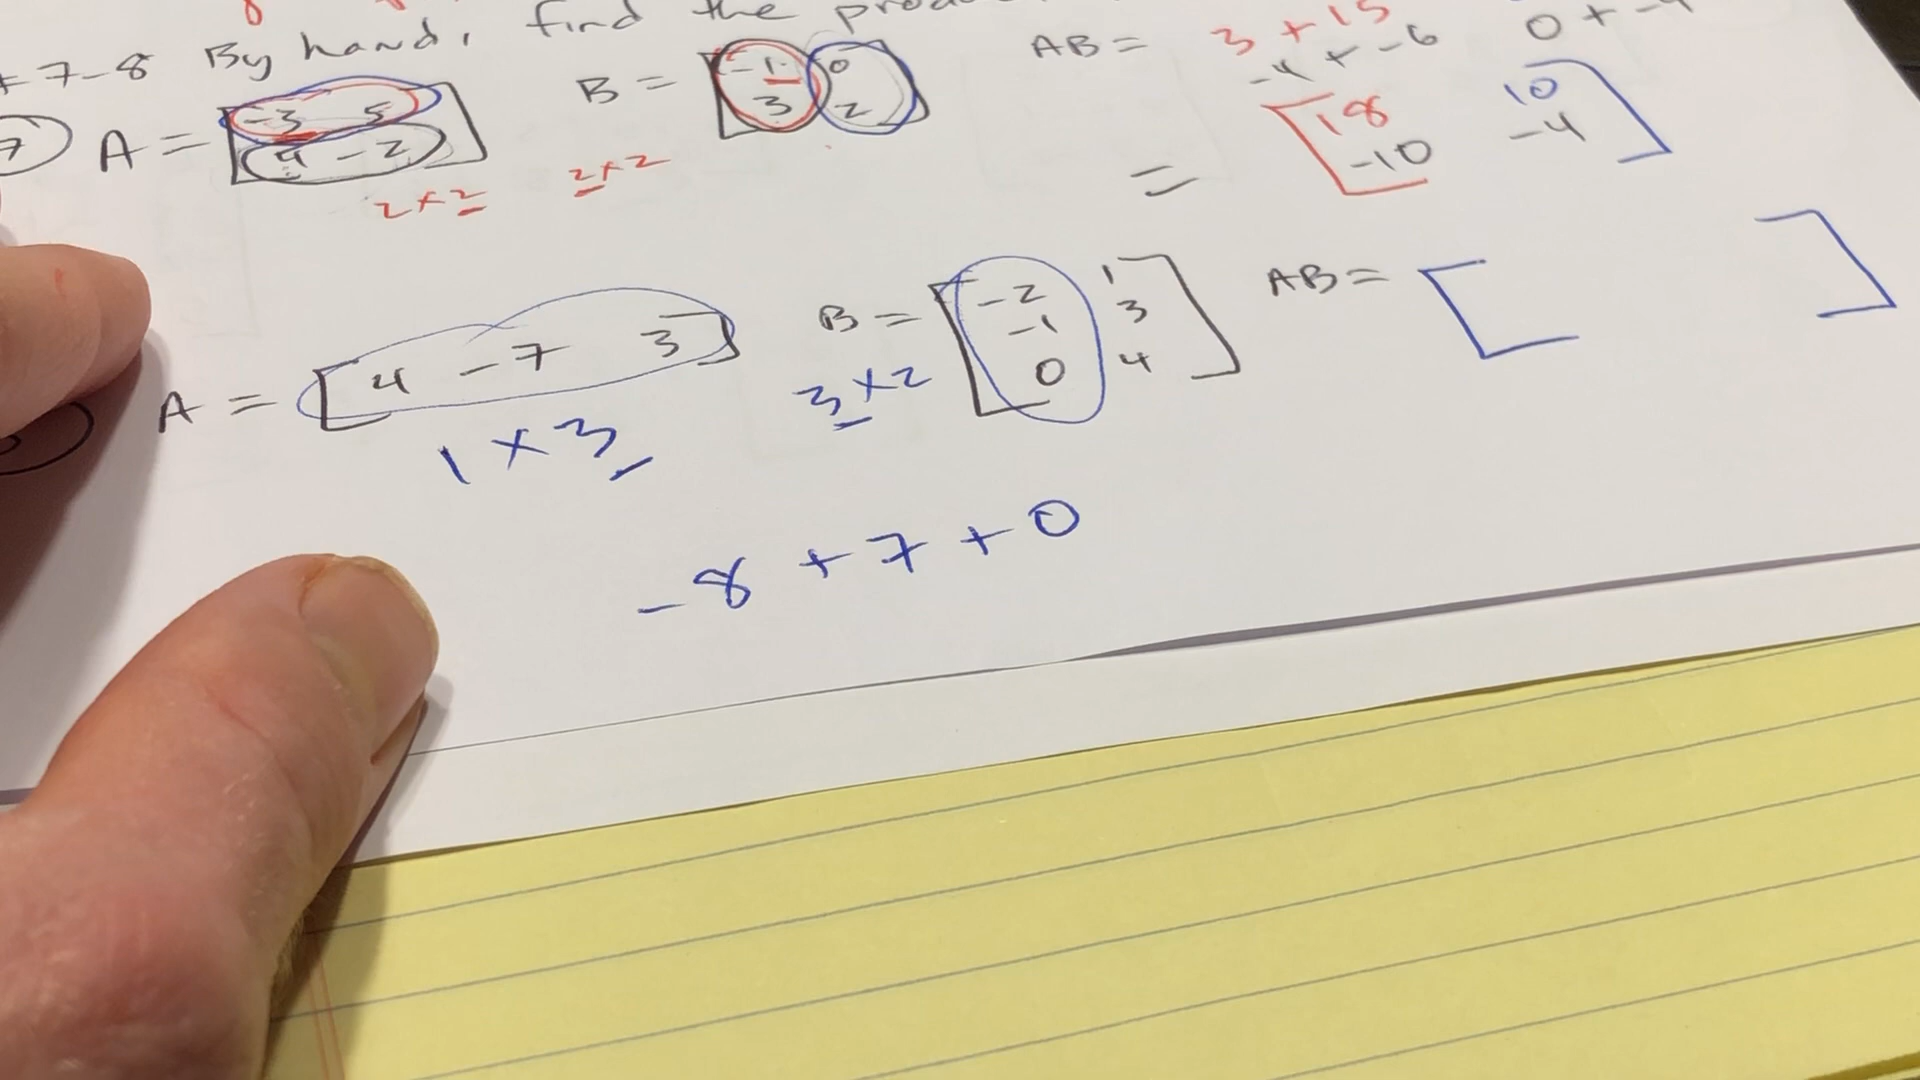 7-8 By hand, find the
AB = 3 + 15 0 +
-4 + -6
7 A = -3 5 B = -1 0
4 -2 3 2
2x2 2x2
= 18 10
-10 -4
A = [4 -7 3] B = -2 1 AB = [ ]
-1 3
0 4
1 x 3 3x2
-8 + 7 + 0